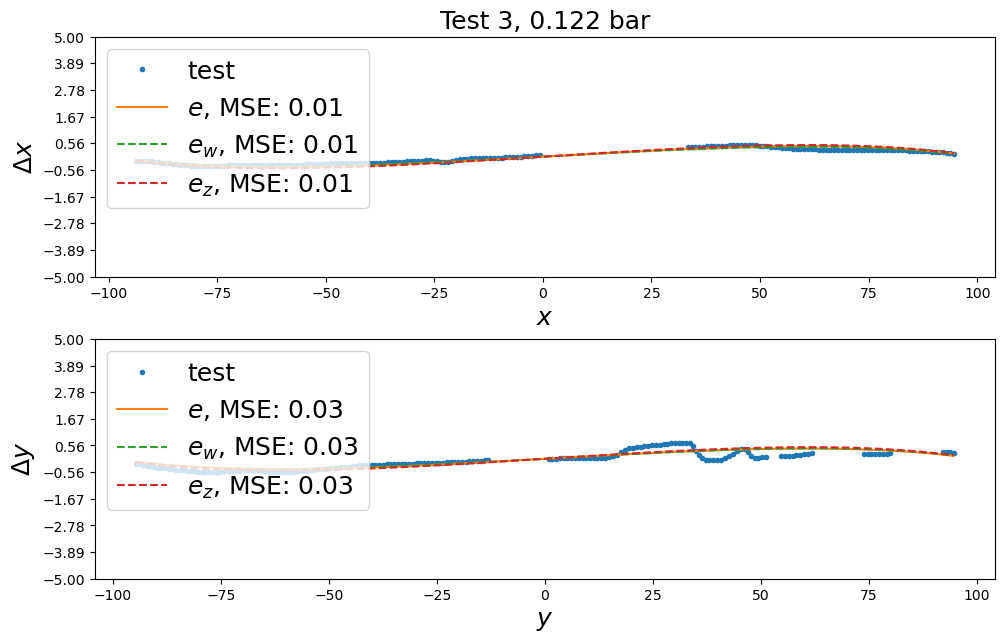 Test 3, 0.122 bar
5.00
3.89
2.78
1.67
0.56
−0.56
−1.67
−2.78
−3.89
−5.00
Δx
test
e, MSE: 0.01
e_w, MSE: 0.01
e_z, MSE: 0.01
−100
−75
−50
−25
0
25
50
75
100
x
5.00
3.89
2.78
1.67
0.56
−0.56
−1.67
−2.78
−3.89
−5.00
Δy
test
e, MSE: 0.03
e_w, MSE: 0.03
e_z, MSE: 0.03
−100
−75
−50
−25
0
25
50
75
100
y